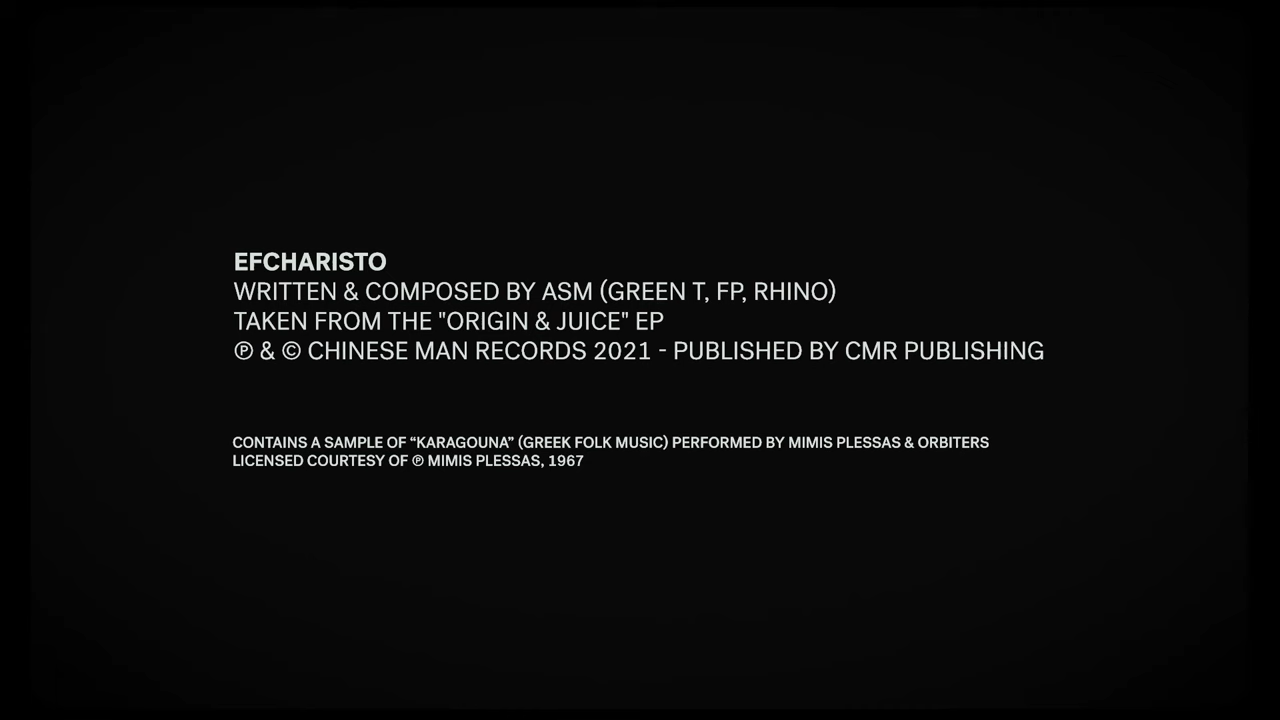 EFCHARISTO
WRITTEN & COMPOSED BY ASM (GREEN T, FP, RHINO)
TAKEN FROM THE "ORIGIN & JUICE" EP
℗ & © CHINESE MAN RECORDS 2021 - PUBLISHED BY CMR PUBLISHING
CONTAINS A SAMPLE OF “KARAGOUNA” (GREEK FOLK MUSIC) PERFORMED BY MIMIS PLESSAS & ORBITERS
LICENSED COURTESY OF ℗ MIMIS PLESSAS, 1967